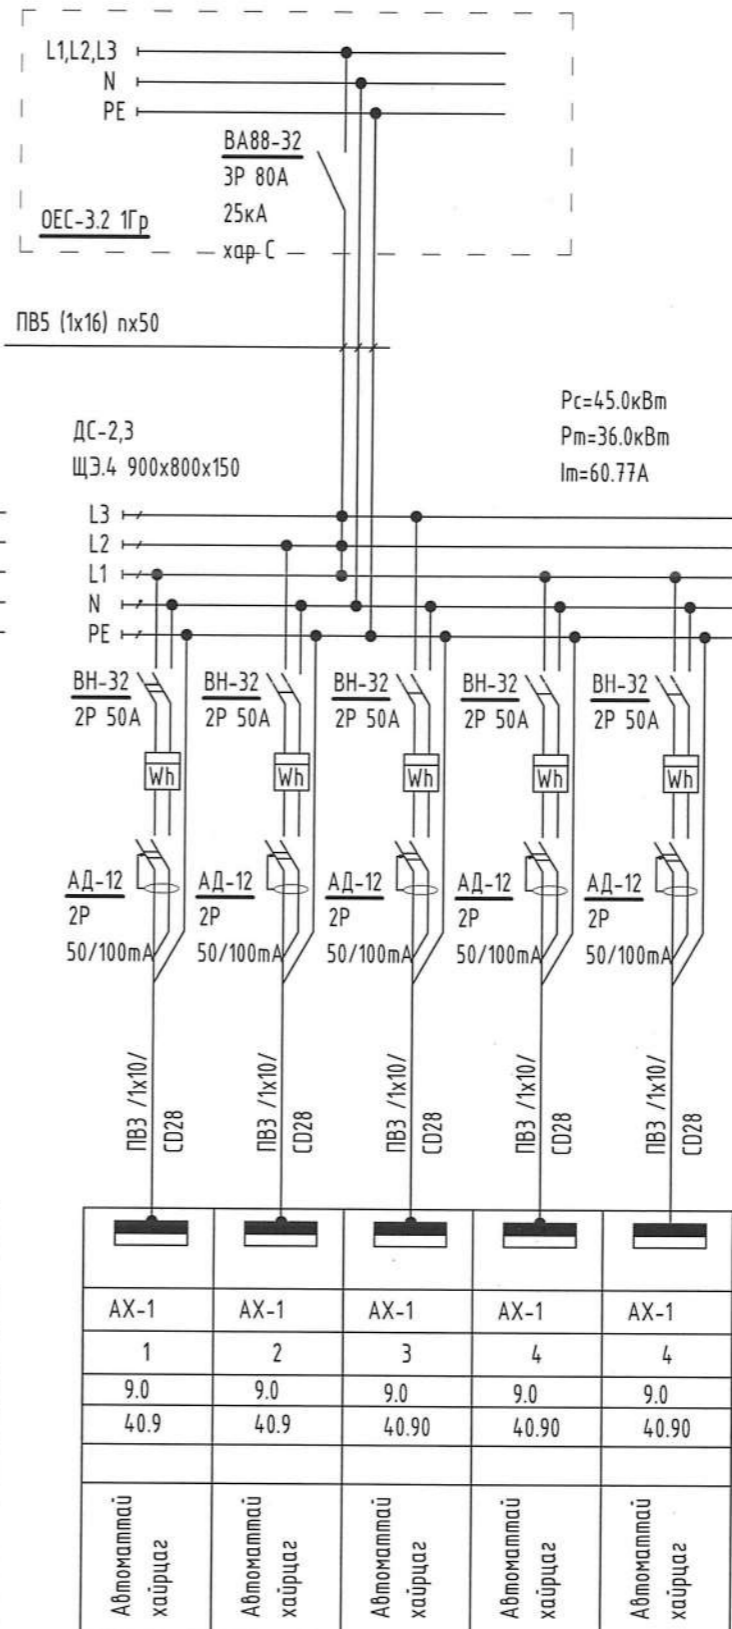 L1,L2,L3
N
PE
ВА88-32
3Р 80А
25кА
хар С
ОЕС-3.2 1Гр
ПВ5 (1х16) пх50
Рс=45.0кВт
Рт=36.0кВт
Iт=60.77А
ДС-2,3
ЩЭ.4 900х800х150
L3
L2
L1
N
PE
ВН-32 ВН-32 ВН-32 ВН-32 ВН-32
2Р 50А 2Р 50А 2Р 50А 2Р 50А 2Р 50А
Wh Wh Wh Wh Wh
АД-12 АД-12 АД-12 АД-12 АД-12
2Р 2Р 2Р 2Р 2Р
50/100mA 50/100mA 50/100mA 50/100mA 50/100mA
ПВ3 /1х10/
CD28
ПВ3 /1х10/
CD28
ПВ3 /1х10/
CD28
ПВ3 /1х10/
CD28
ПВ3 /1х10/
АХ-1 АХ-1 АХ-1 АХ-1 АХ-1
1 2 3 4 4
9.0 9.0 9.0 9.0 9.0
40.9 40.9 40.90 40.90 40.90
Автоматтай
хайрцаг
Автоматтай
хайрцаг
Автоматтай
хайрцаг
Автоматтай
хайрцаг
Автоматтай
хайрцаг